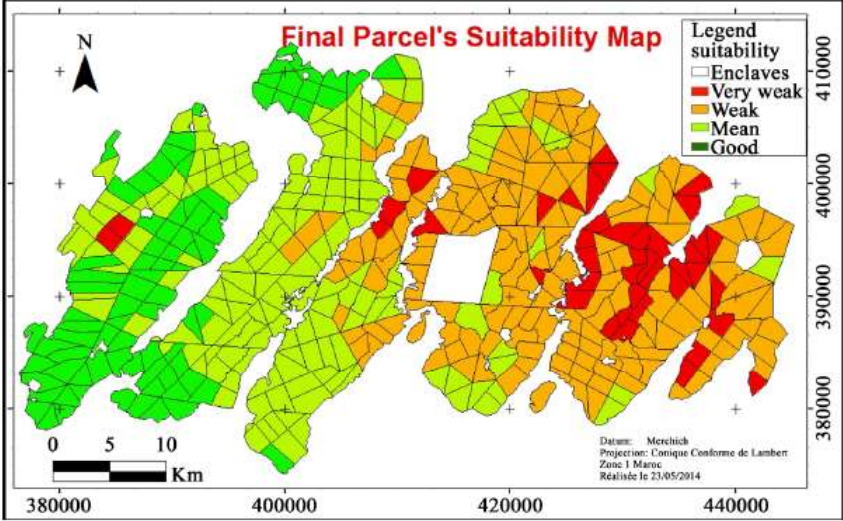 Final Parcel's Suitability Map
N
Legend
suitability
Enclaves
Very weak
Weak
Mean
Good
410000
400000
390000
380000
0 5 10
Km
Datum: Merchich
Projection: Conique Conforme de Lambert
Zone 1 Maroc
Réalisée le 23/05/2014
380000 400000 420000 440000